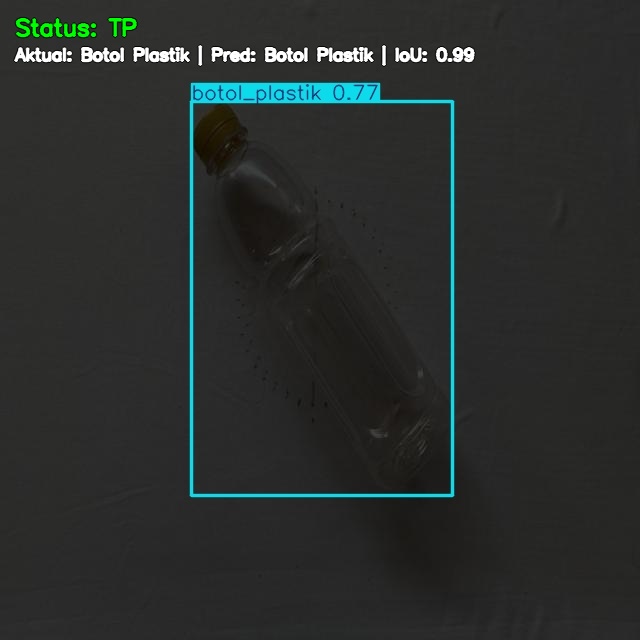 Status: TP
Aktual: Botol Plastik | Pred: Botol Plastik | IoU: 0.99
botol_plastik 0.77